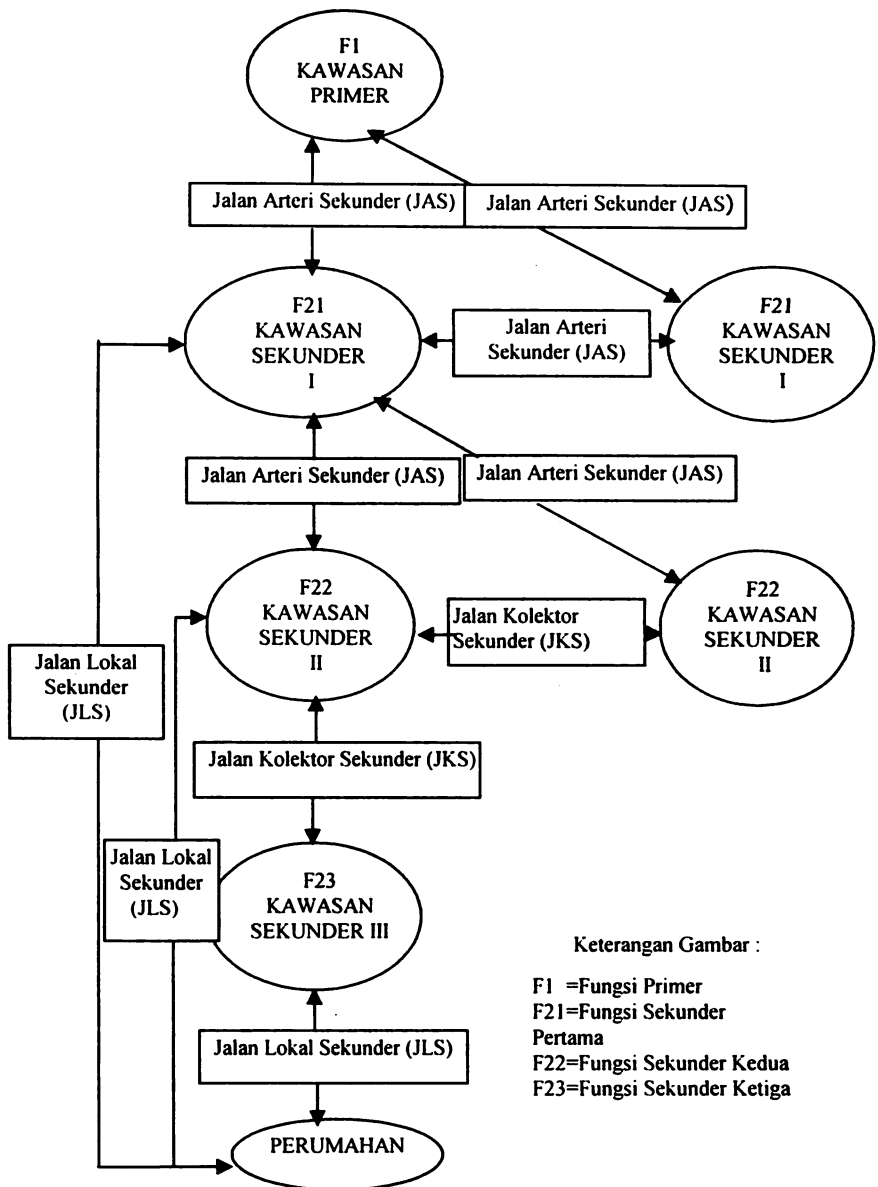 F1
KAWASAN
PRIMER
Jalan Arteri Sekunder (JAS)
Jalan Arteri Sekunder (JAS)
F21
KAWASAN
SEKUNDER
I
Jalan Arteri
Sekunder (JAS)
F21
KAWASAN
SEKUNDER
I
Jalan Arteri Sekunder (JAS)
Jalan Arteri Sekunder (JAS)
F22
KAWASAN
SEKUNDER
II
Jalan Kolektor
Sekunder (JKS)
F22
KAWASAN
SEKUNDER
II
Jalan Lokal
Sekunder
(JLS)
Jalan Kolektor Sekunder (JKS)
Jalan Lokal
Sekunder
(JLS)
F23
KAWASAN
SEKUNDER III
Jalan Lokal Sekunder (JLS)
PERUMAHAN
Keterangan Gambar :
F1 =Fungsi Primer
F21=Fungsi Sekunder
Pertama
F22=Fungsi Sekunder Kedua
F23=Fungsi Sekunder Ketiga